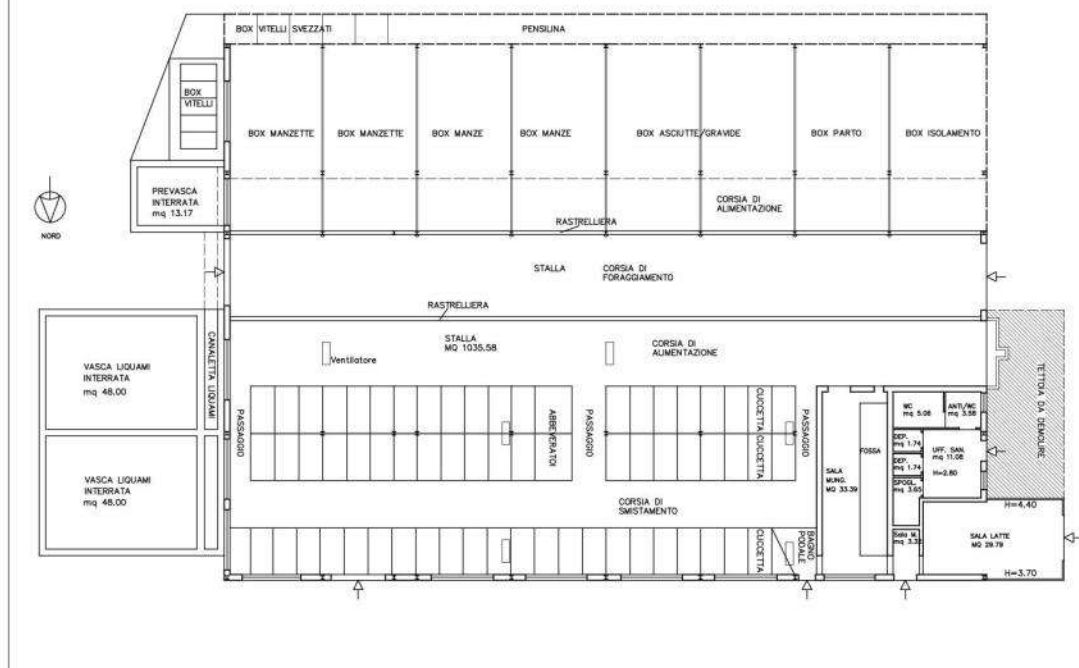 BOX VITELLI SVEZZATI
PENSILINA
BOX
VITELLI
BOX MANZETTE
BOX MANZETTE
BOX MANZE
BOX MANZE
BOX ASCIUTTE/GRAVIDE
BOX PARTO
BOX ISOLAMENTO
PREVASCA
INTERRATA
mq 13.17
NORD
CORSIA DI
ALIMENTAZIONE
RASTRELLIERA
STALLA
CORSIA DI
FORAGGIAMENTO
RASTRELLIERA
STALLA
MQ 1035.58
CORSIA DI
ALIMENTAZIONE
Ventilatore
VASCA LIQUAMI
INTERRATA
mq 48.00
CANALETTA LIQUAMI
TETTOIA DA DEMOLIRE
PASSAGGIO
ABBEVERATOI
PASSAGGIO
CUCCETTA
CUCCETTA
PASSAGGIO
WC
mq 5.08
ANTI/WC
mq 3.58
DEP.
mq 1.74
DEP.
mq 1.74
UFF. SAN.
mq 11.08
H=2.80
SPOGL.
mq 3.65
FOSSA
SALA
MUNG.
MQ 33.39
VASCA LIQUAMI
INTERRATA
mq 48.00
CORSIA DI
SMISTAMENTO
H=4.40
SALA LATTE
MQ 29.79
Sala M.
mq 3.32
H=3.70
CUCCETTA
BAGNO
PODALE